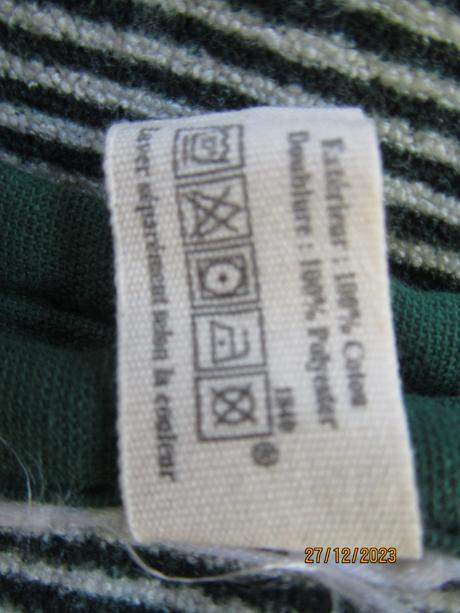 Extérieur : 100% Coton
Doublure : 100% Polyester
1840
®
laver séparément selon la couleur
27/12/2023